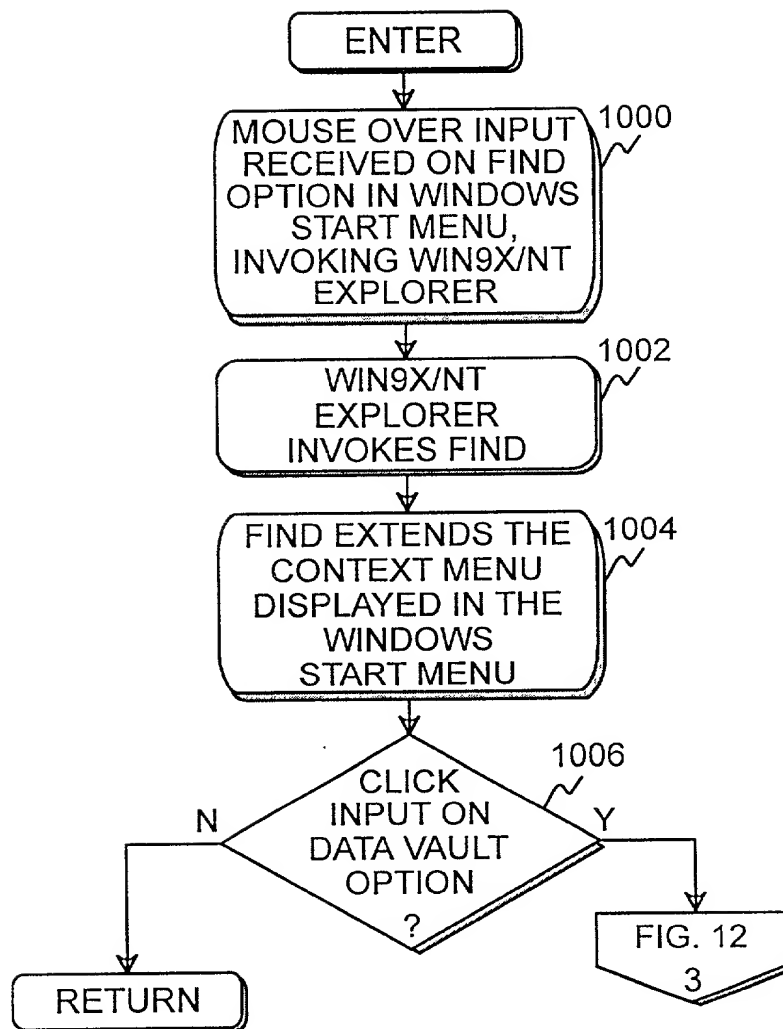 ENTER
1000
MOUSE OVER INPUT
RECEIVED ON FIND
OPTION IN WINDOWS
START MENU,
INVOKING WIN9X/NT
EXPLORER
1002
WIN9X/NT
EXPLORER
INVOKES FIND
1004
FIND EXTENDS THE
CONTEXT MENU
DISPLAYED IN THE
WINDOWS
START MENU
1006
CLICK
INPUT ON
DATA VAULT
OPTION
?
N
Y
FIG. 12
3
RETURN